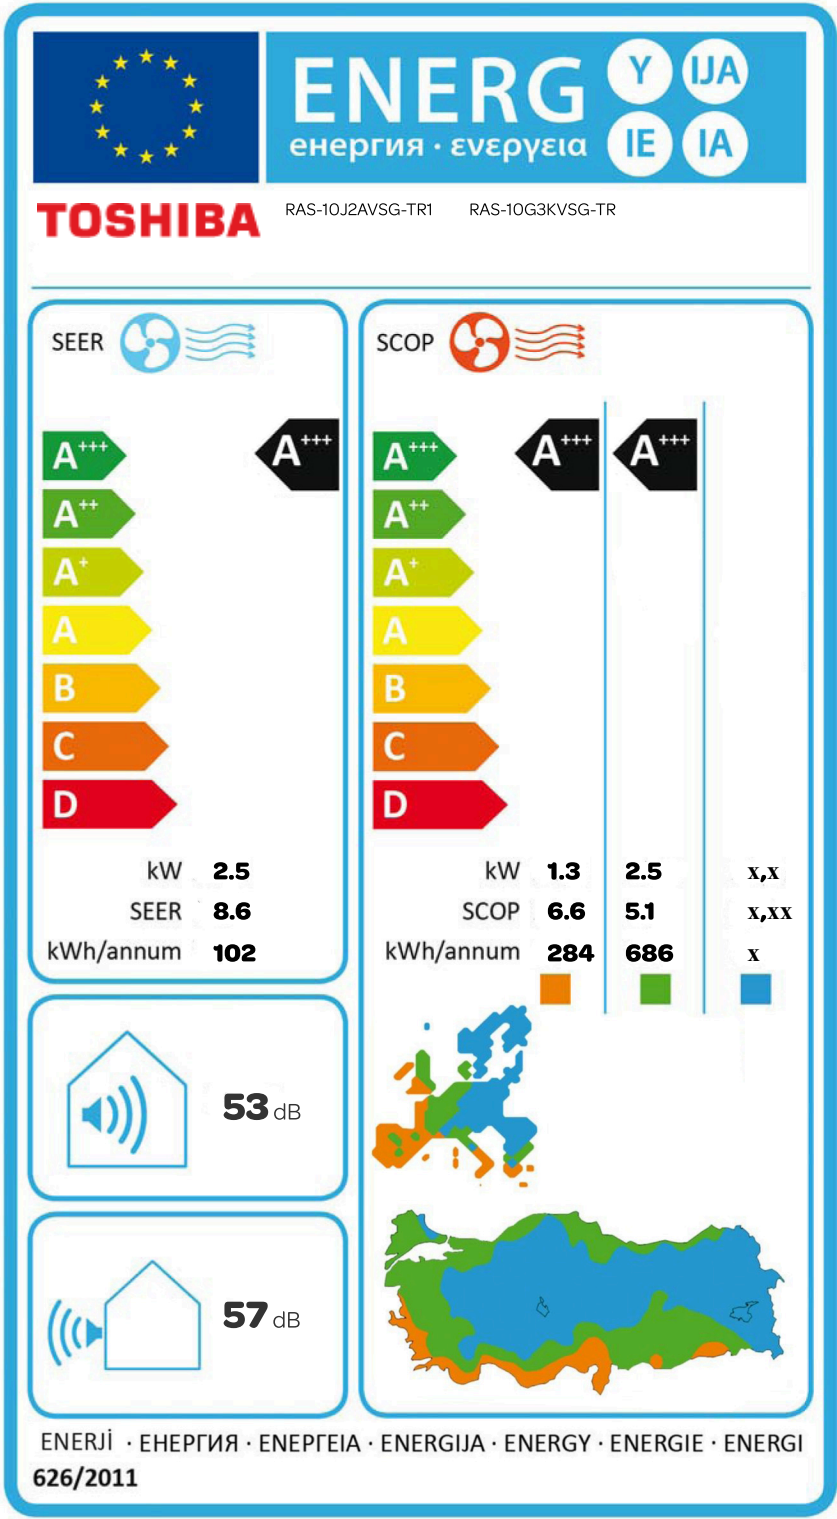 ENERG Y IJA
енергия · ενεργεια IE IA
TOSHIBA RAS-10J2AVSG-TR1 RAS-10G3KVSG-TR
SEER
A+++ A+++
A++
A+
A
B
C
D
kW 2.5
SEER 8.6
kWh/annum 102
SCOP
A+++ A+++ A+++
A++
A+
A
B
C
D
kW 1.3 2.5 x,x
SCOP 6.6 5.1 x,xx
kWh/annum 284 686 x
53 dB
57 dB
ENERJİ · ЕНЕРГИЯ · ΕΝΕΡΓΕΙΑ · ENERGIJA · ENERGY · ENERGIE · ENERGI
626/2011